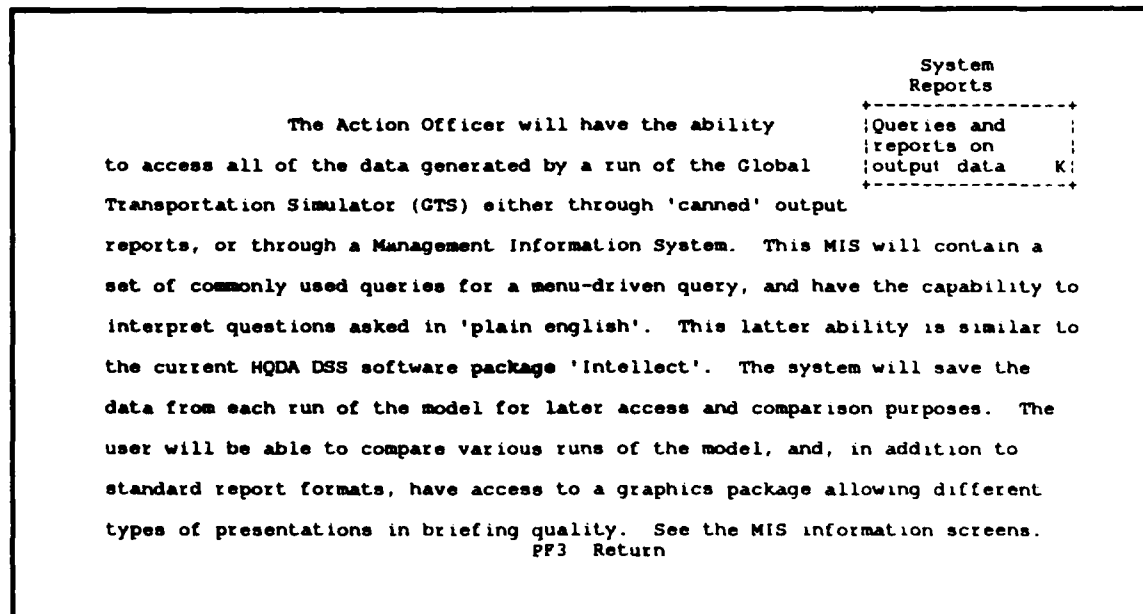 System
Reports
+-----------------+
The Action Officer will have the ability ¦Queries and ¦
¦reports on ¦
to access all of the data generated by a run of the Global ¦output data K¦
+-----------------+
Transportation Simulator (GTS) either through 'canned' output
reports, or through a Management Information System. This MIS will contain a
set of commonly used queries for a menu-driven query, and have the capability to
interpret questions asked in 'plain english'. This latter ability is similar to
the current HQDA DSS software package 'Intellect'. The system will save the
data from each run of the model for later access and comparison purposes. The
user will be able to compare various runs of the model, and, in addition to
standard report formats, have access to a graphics package allowing different
types of presentations in briefing quality. See the MIS information screens.
PF3 Return